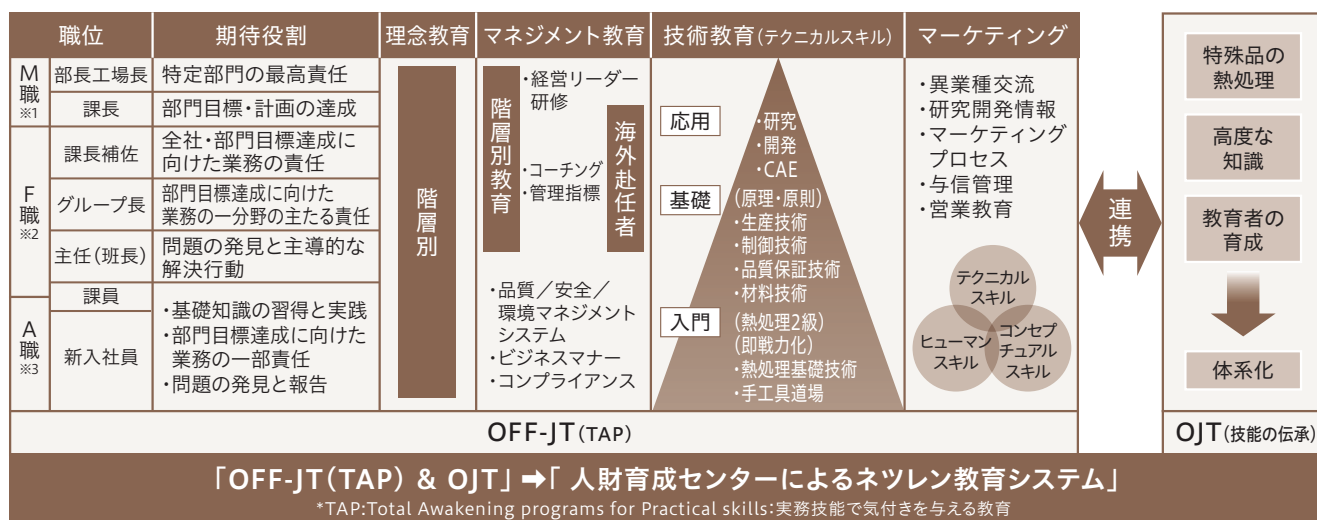 職位
期待役割
理念教育
マネジメント教育
技術教育(テクニカルスキル)
マーケティング
M職
※1
部長工場長
特定部門の最高責任
課長
部門目標・計画の達成
F職
※2
課長補佐
全社・部門目標達成に
向けた業務の責任
グループ長
部門目標達成に向けた
業務の一分野の主たる責任
主任(班長)
問題の発見と主導的な
解決行動
課員
A職
※3
新入社員
・基礎知識の習得と実践
・部門目標達成に向けた
業務の一部責任
・問題の発見と報告
階層別
階層別教育
・経営リーダー
研修
・コーチング
・管理指標
海外赴任者
・品質／安全／
環境マネジメント
システム
・ビジネスマナー
・コンプライアンス
応用
・研究
・開発
・CAE
基礎
(原理・原則)
・生産技術
・制御技術
・品質保証技術
・材料技術
入門
(熱処理2級)
(即戦力化)
・熱処理基礎技術
・手工具道場
・異業種交流
・研究開発情報
・マーケティング
プロセス
・与信管理
・営業教育
テクニカル
スキル
ヒューマン
スキル
コンセプ
チュアル
スキル
OFF-JT(TAP)
連携
特殊品の
熱処理
高度な
知識
教育者の
育成
体系化
OJT(技能の伝承)
「OFF-JT(TAP) & OJT」➡「 人財育成センターによるネツレン教育システム」
*TAP:Total Awakening programs for Practical skills:実務技能で気付きを与える教育